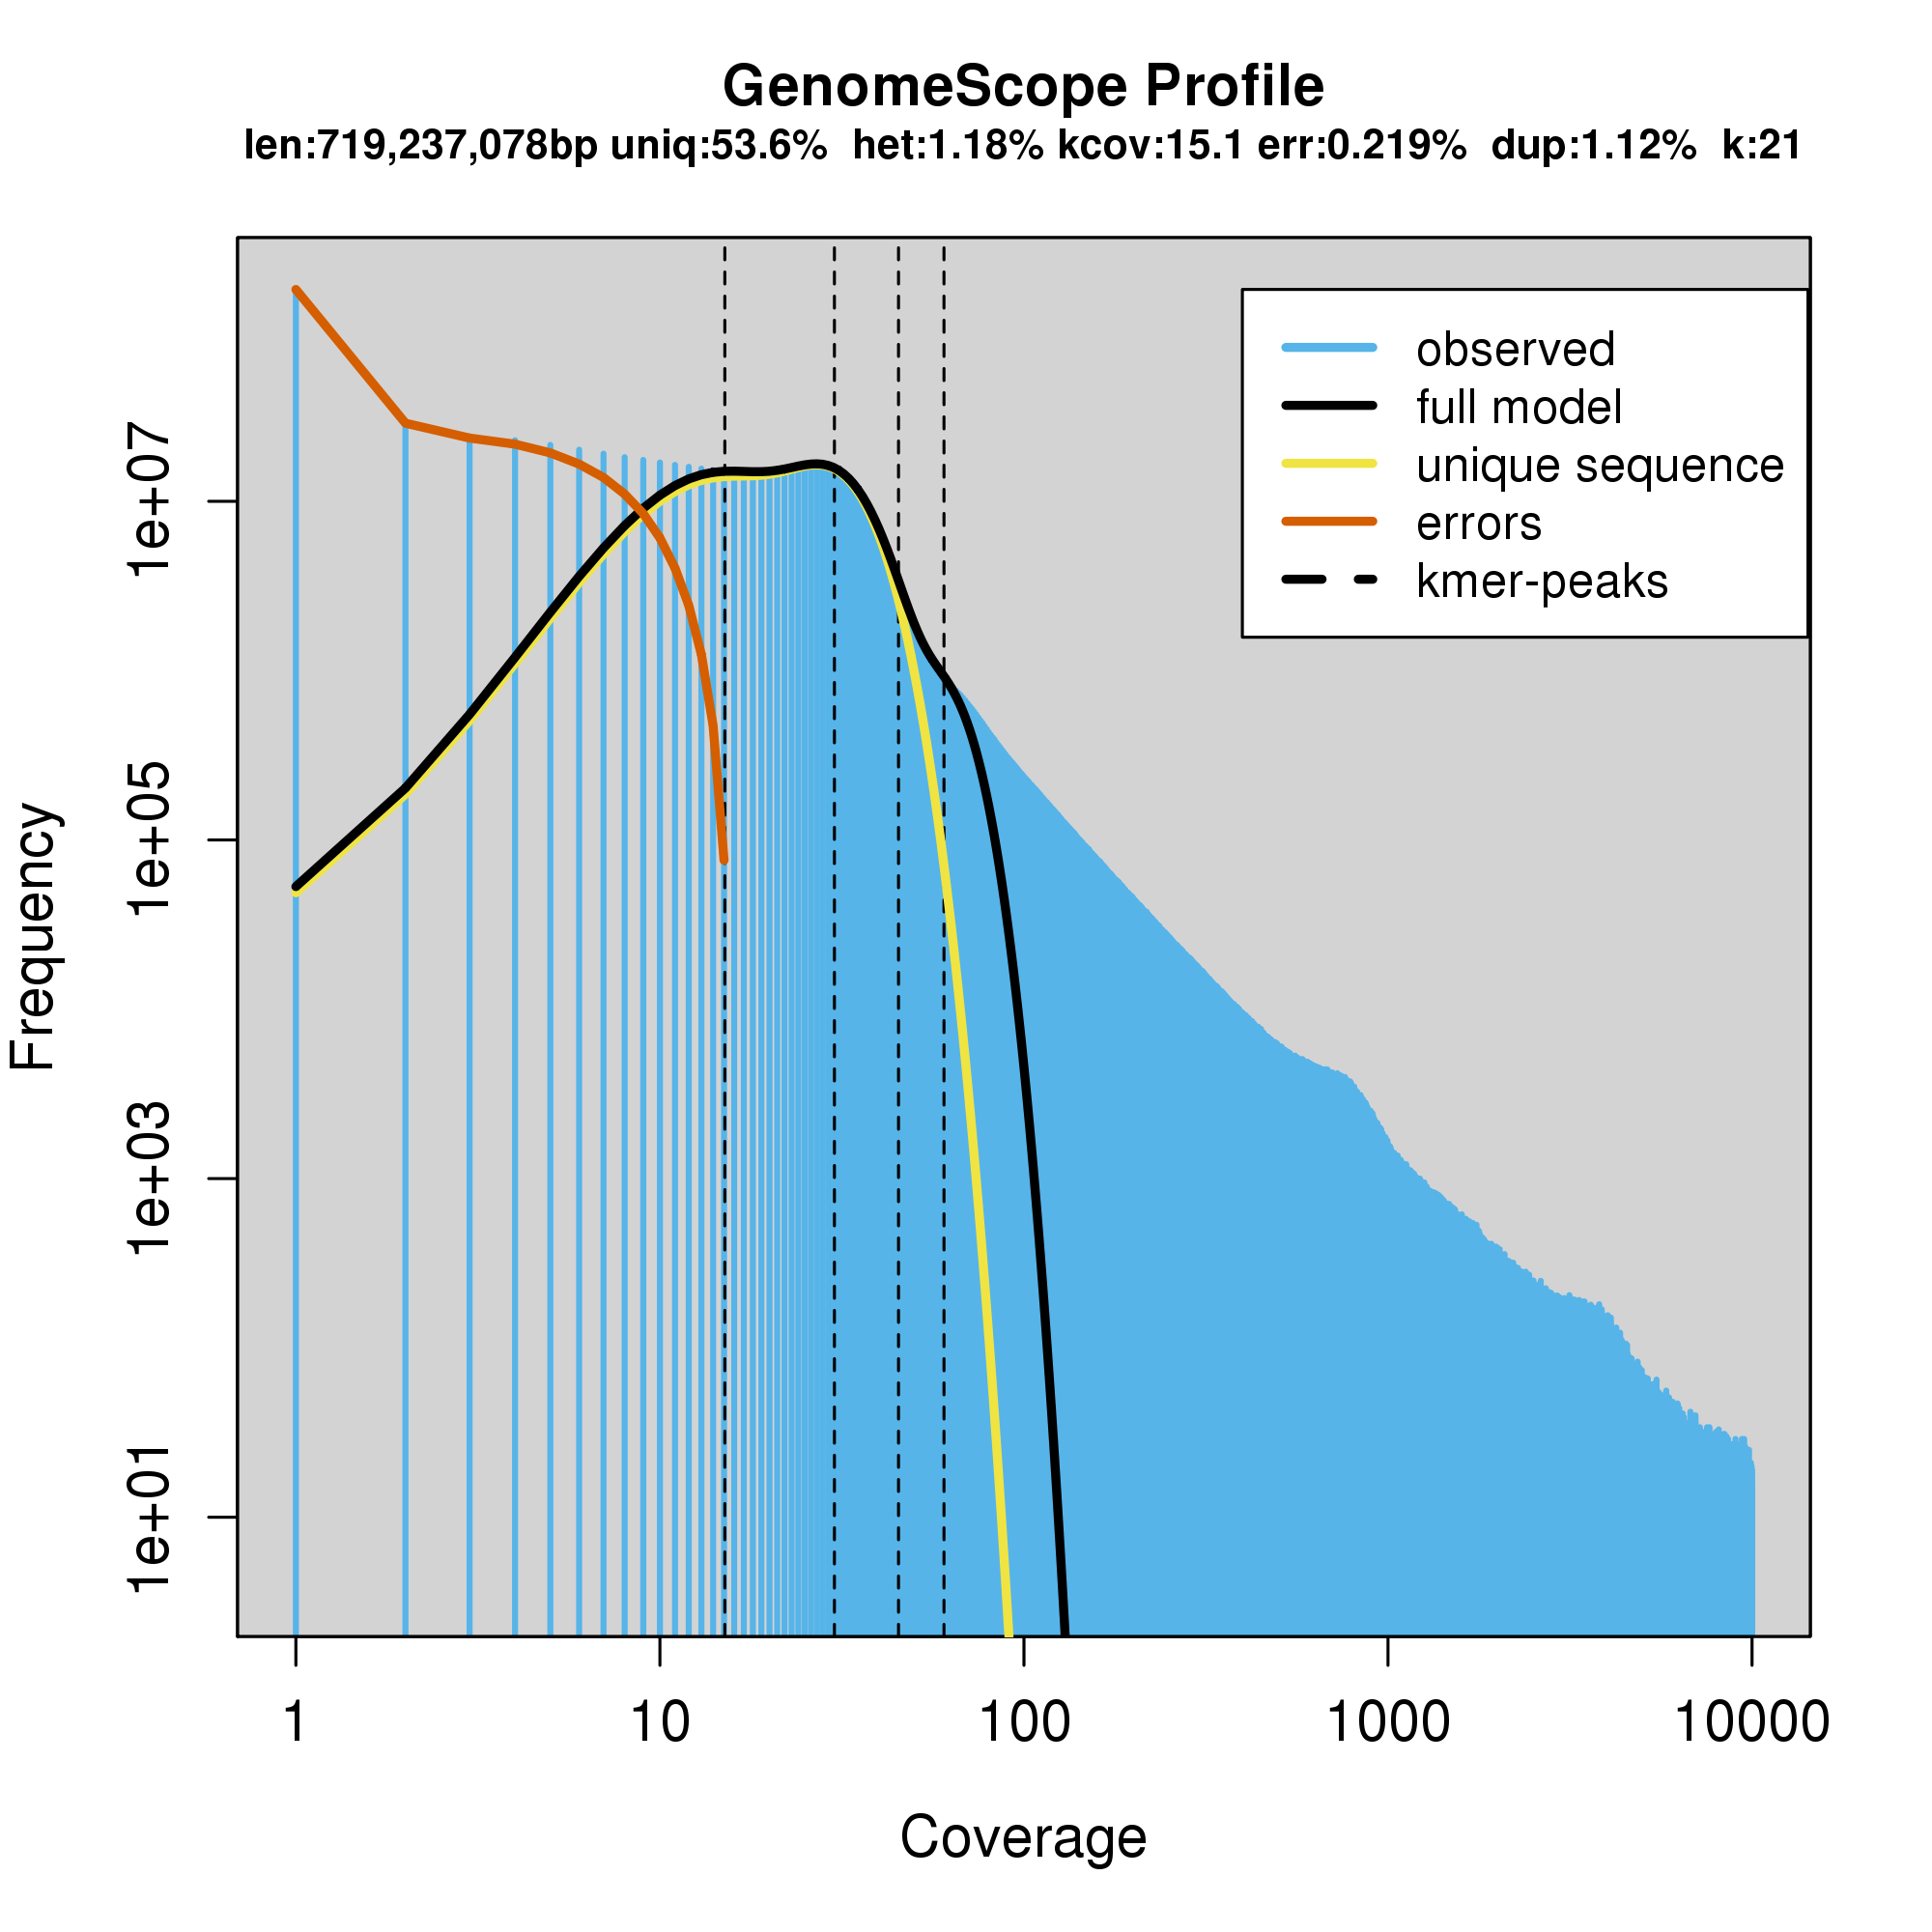 GenomeScope Profile
len:719,237,078bp uniq:53.6% het:1.18% kcov:15.1 err:0.219% dup:1.12% k:21
observed
full model
unique sequence
errors
kmer-peaks
Frequency
1e+07
1e+05
1e+03
1e+01
1 10 100 1000 10000
Coverage